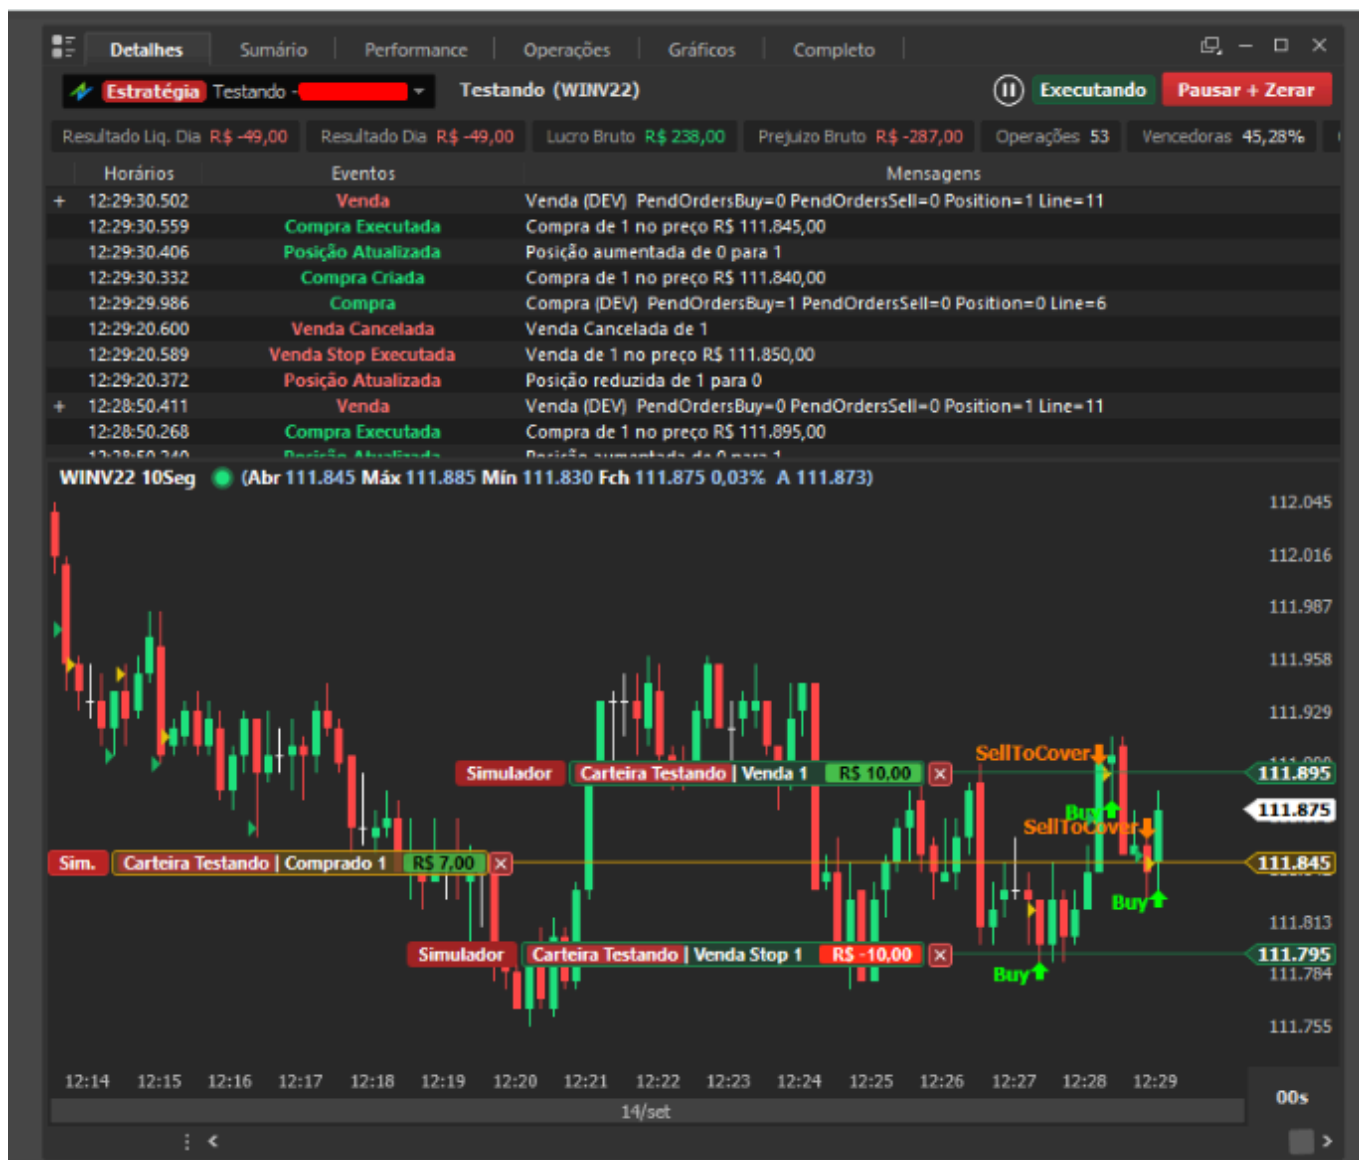 Detalhes Sumário Performance Operações Gráficos Completo
Estratégia Testando - Testando (WINV22) Executando Pausar + Zerar
Resultado Liq. Dia R$ -49,00 Resultado Dia R$ -49,00 Lucro Bruto R$ 238,00 Prejuizo Bruto R$ -287,00 Operações 53 Vencedoras 45,28%
Horários Eventos Mensagens
+ 12:29:30.502 Venda Venda (DEV) PendOrdersBuy=0 PendOrdersSell=0 Position=1 Line=11
12:29:30.559 Compra Executada Compra de 1 no preço R$ 111.845,00
12:29:30.406 Posição Atualizada Posição aumentada de 0 para 1
12:29:30.332 Compra Criada Compra de 1 no preço R$ 111.840,00
12:29:29.986 Compra Compra (DEV) PendOrdersBuy=1 PendOrdersSell=0 Position=0 Line=6
12:29:20.600 Venda Cancelada Venda Cancelada de 1
12:29:20.589 Venda Stop Executada Venda de 1 no preço R$ 111.850,00
12:29:20.372 Posição Atualizada Posição reduzida de 1 para 0
+ 12:28:50.411 Venda Venda (DEV) PendOrdersBuy=0 PendOrdersSell=0 Position=1 Line=11
12:28:50.268 Compra Executada Compra de 1 no preço R$ 111.895,00
12:28:50.240 Posição Atualizada Posição aumentada de 0 para 1
WINV22 10Seg (Abr 111.845 Máx 111.885 Mín 111.830 Fch 111.875 0,03% A 111.873)
112.045
112.016
111.987
111.958
111.929
SellToCover
Simulador Carteira Testando | Venda 1 R$ 10,00 111.895
Buy 111.875
SellToCover
Sim. Carteira Testando | Comprado 1 R$ 7,00 111.845
Buy
111.813
Simulador Carteira Testando | Venda Stop 1 R$ -10,00 111.795
Buy 111.784
111.755
12:14 12:15 12:16 12:17 12:18 12:19 12:20 12:21 12:22 12:23 12:24 12:25 12:26 12:27 12:28 12:29
00s
14/set